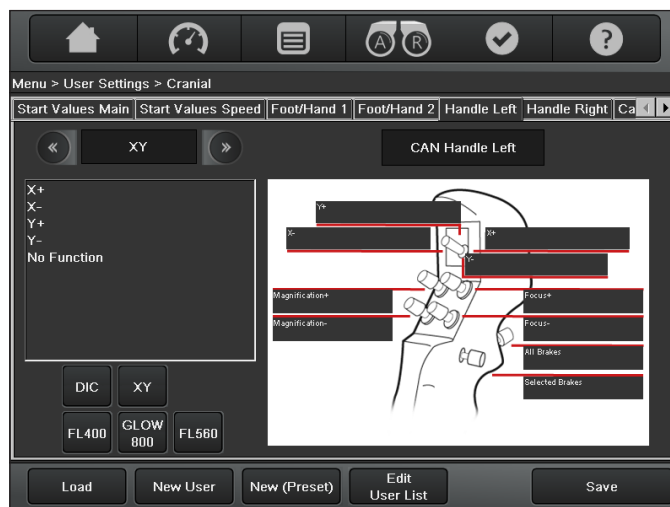 A R ?
Menu > User Settings > Cranial
Start Values Main Start Values Speed Foot/Hand 1 Foot/Hand 2 Handle Left Handle Right Ca
« XY » CAN Handle Left
X+
X-
Y+
Y-
No Function
Y+
X- X+
Y-
Magnification+ Focus+
Magnification- Focus-
All Brakes
Selected Brakes
DIC XY
FL400 GLOW 800 FL560
Load New User New (Preset) Edit User List Save